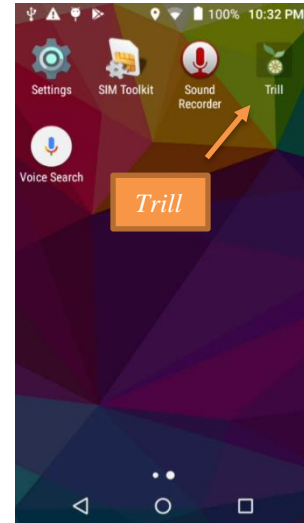 100% 10:32 PM
Settings SIM Toolkit Sound Recorder Trill
Voice Search
Trill